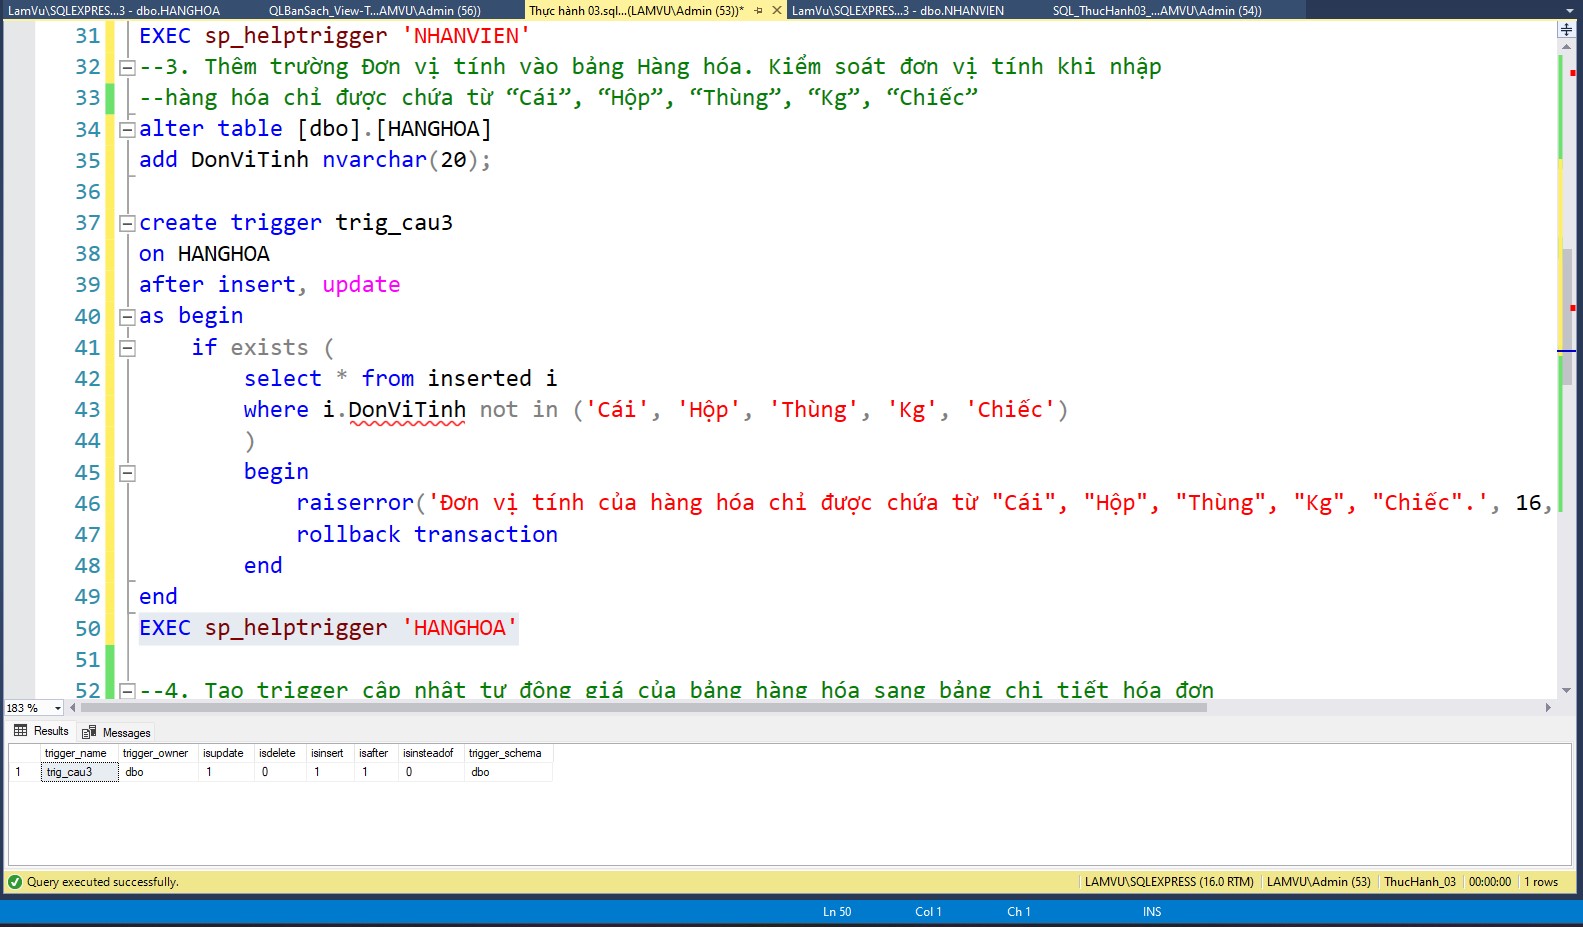 LamVu\SQLEXPRESS...3 - dbo.HANGHOA
QLBanSach_View-T...AMVU\Admin (56))
Thực hành 03.sql...(LAMVU\Admin (53))*
LamVu\SQLEXPRESS...3 - dbo.NHANVIEN
SQL_ThucHanh03_...AMVU\Admin (54))
31 EXEC sp_helptrigger 'NHANVIEN'
32 --3. Thêm trường Đơn vị tính vào bảng Hàng hóa. Kiểm soát đơn vị tính khi nhập
33 --hàng hóa chỉ được chứa từ “Cái”, “Hộp”, “Thùng”, “Kg”, “Chiếc”
34 alter table [dbo].[HANGHOA]
35 add DonViTinh nvarchar(20);
36
37 create trigger trig_cau3
38 on HANGHOA
39 after insert, update
40 as begin
41 if exists (
42 select * from inserted i
43 where i.DonViTinh not in ('Cái', 'Hộp', 'Thùng', 'Kg', 'Chiếc')
44 )
45 begin
46 raiserror('Đơn vị tính của hàng hóa chỉ được chứa từ "Cái", "Hộp", "Thùng", "Kg", "Chiếc".', 16,
47 rollback transaction
48 end
49 end
50 EXEC sp_helptrigger 'HANGHOA'
51
52 --4. Tạo trigger cập nhật tự động giá của bảng hàng hóa sang bảng chi tiết hóa đơn
183 %
Results Messages
trigger_name trigger_owner isupdate isdelete isinsert isafter isinsteadof trigger_schema
1 trig_cau3 dbo 1 0 1 1 0 dbo
Query executed successfully. LAMVU\SQLEXPRESS (16.0 RTM) LAMVU\Admin (53) ThucHanh_03 00:00:00 1 rows
Ln 50 Col 1 Ch 1 INS